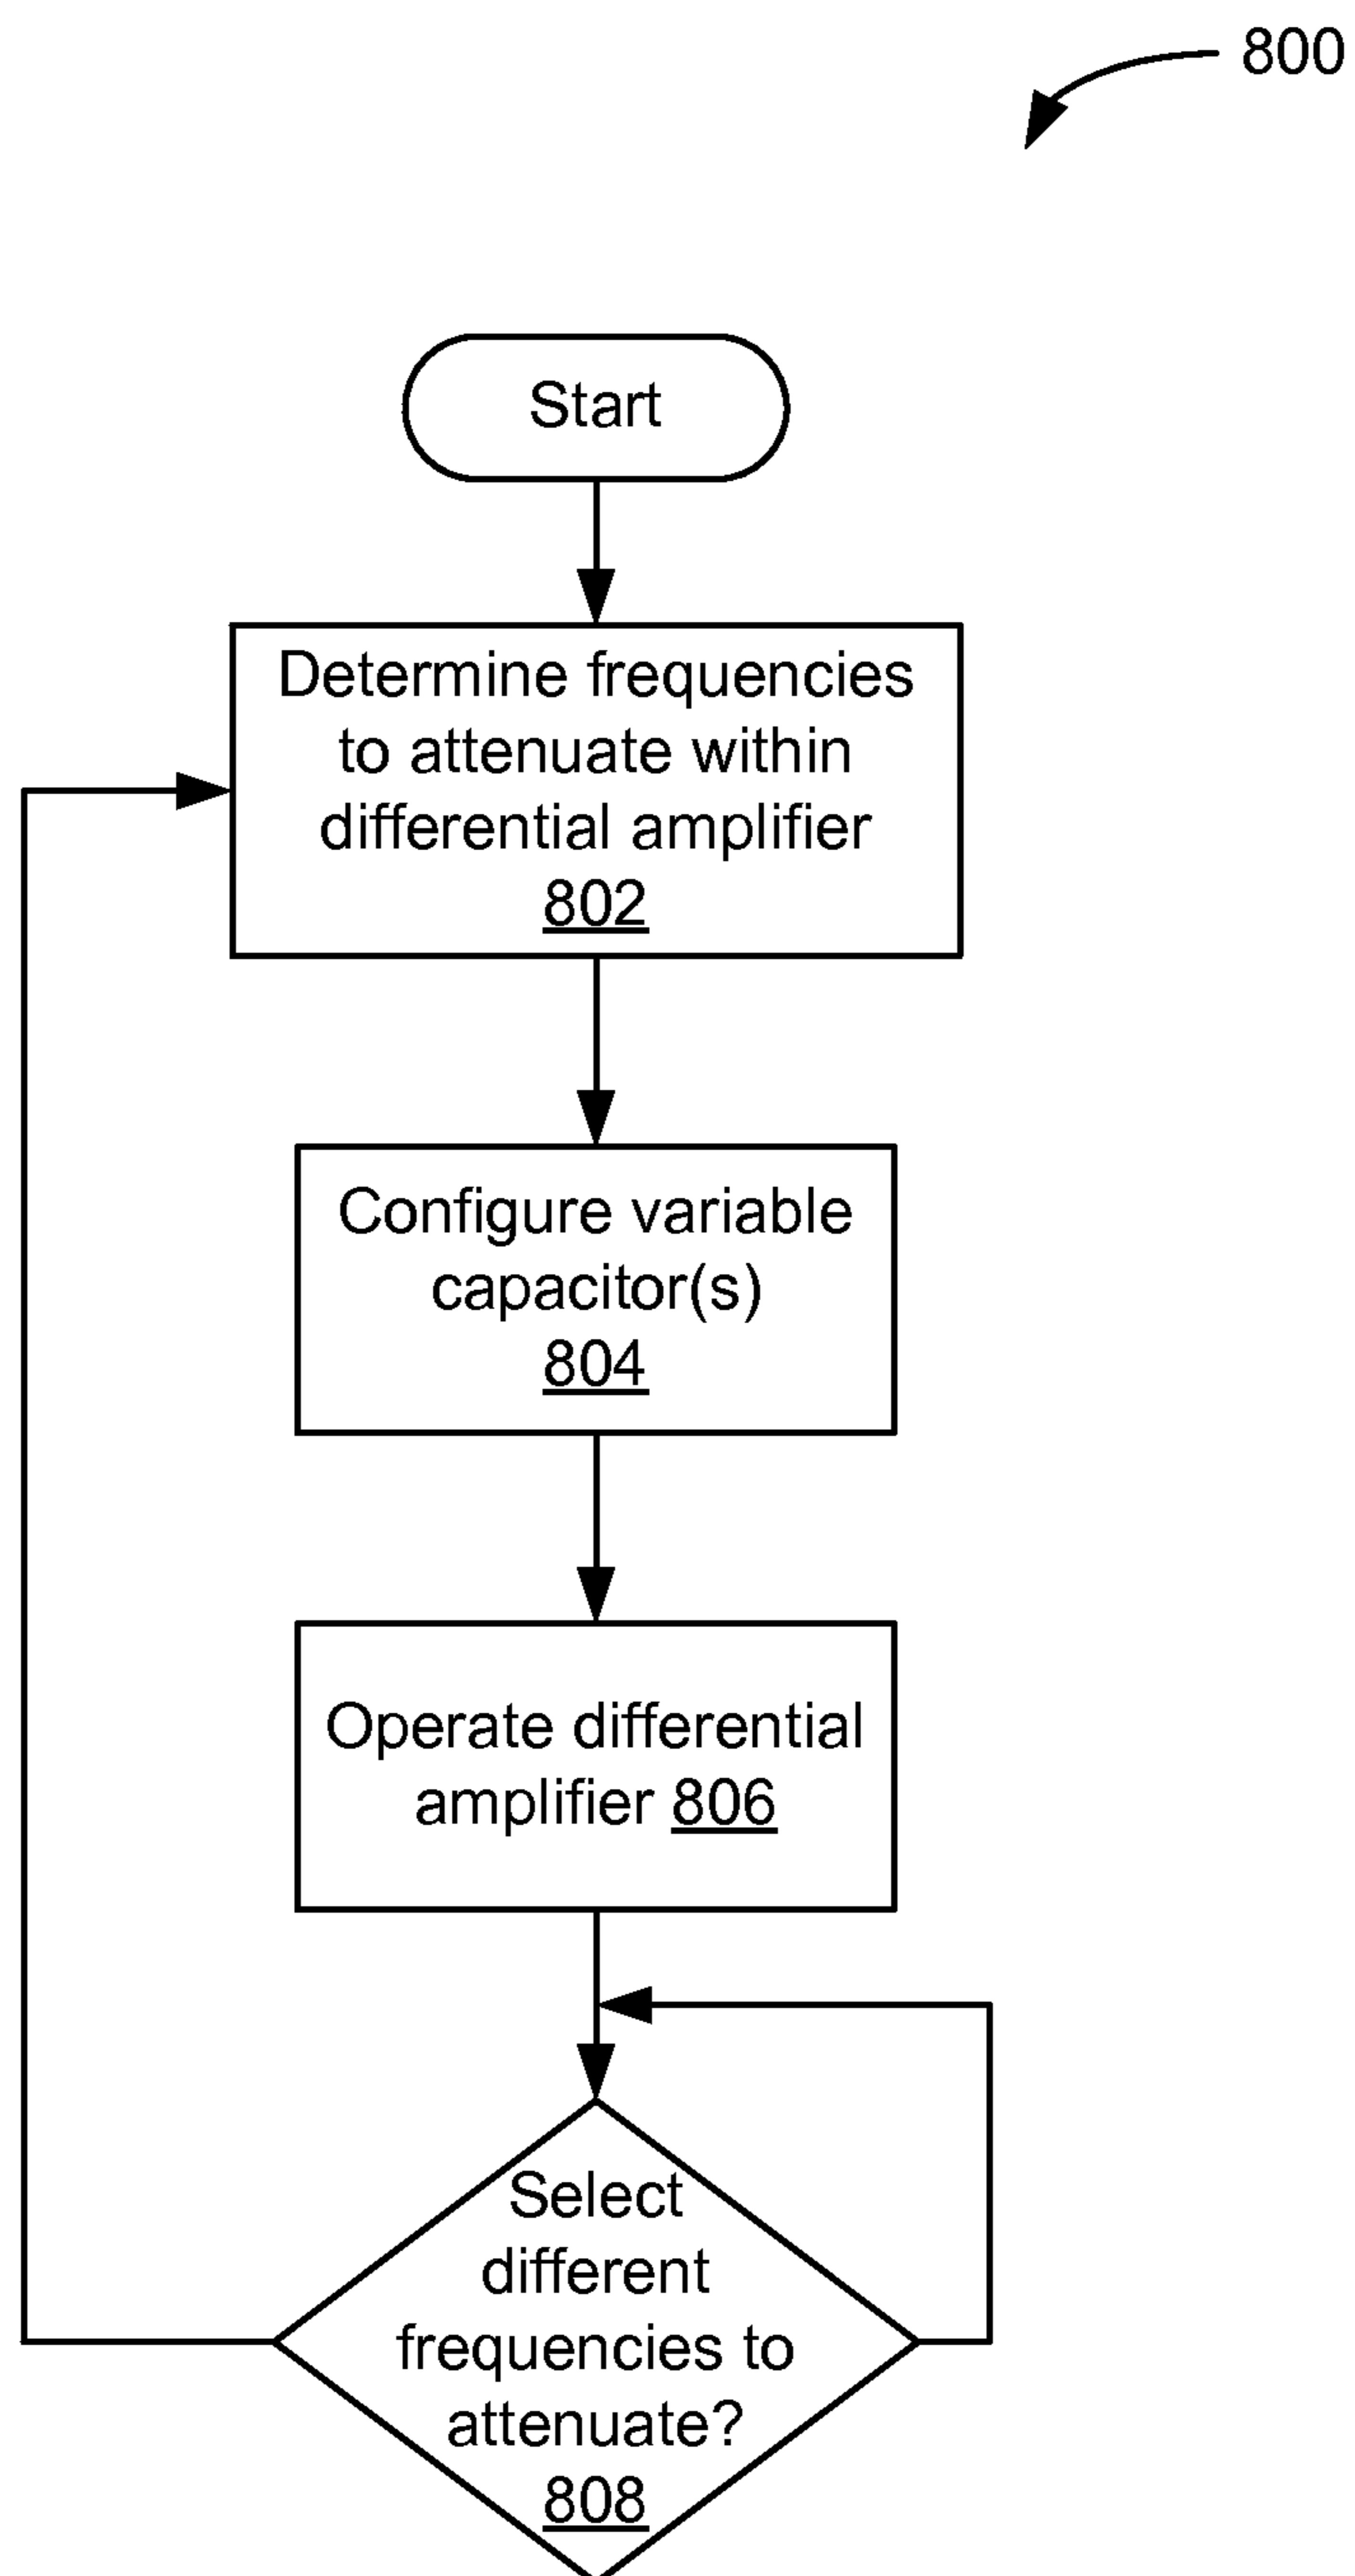 800
Start
Determine frequencies
to attenuate within
differential amplifier
802
Configure variable
capacitor(s)
804
Operate differential
amplifier 806
Select
different
frequencies to
attenuate?
808